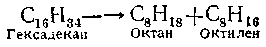 C₁₆H₃₄ → C₈H₁₈ + C₈H₁₆
Гексадекан Октан Октилен